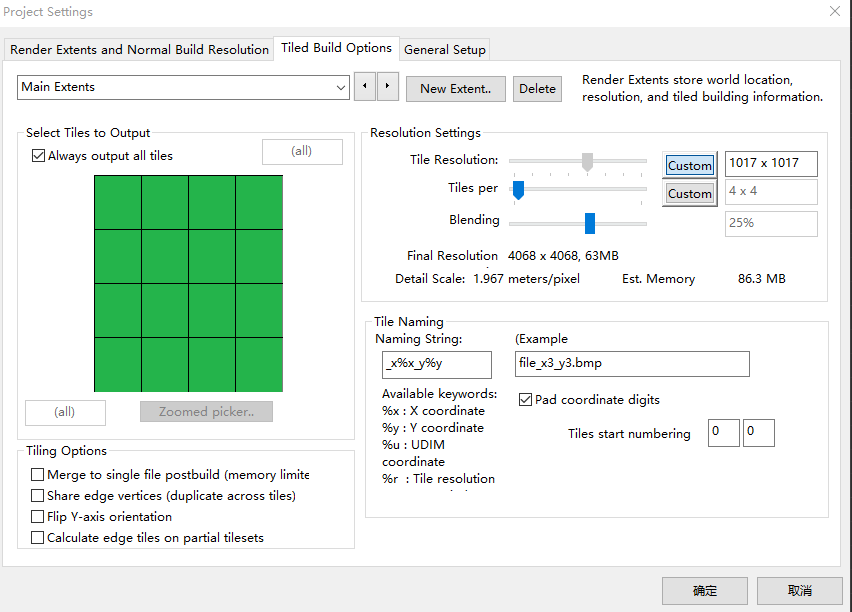 Project Settings
Render Extents and Normal Build Resolution
Tiled Build Options
General Setup
Main Extents
New Extent..
Delete
Render Extents store world location,
resolution, and tiled building information.
Select Tiles to Output
Always output all tiles
(all)
(all)
Zoomed picker..
Tiling Options
Merge to single file postbuild (memory limite
Share edge vertices (duplicate across tiles)
Flip Y-axis orientation
Calculate edge tiles on partial tilesets
Resolution Settings
Tile Resolution:
Custom
1017 x 1017
Tiles per
Custom
4 x 4
Blending
25%
Final Resolution
4068 x 4068, 63MB
Detail Scale:
1.967 meters/pixel
Est. Memory
86.3 MB
Tile Naming
Naming String:
(Example
_x%x_y%y
file_x3_y3.bmp
Available keywords:
%x : X coordinate
%y : Y coordinate
%u : UDIM
coordinate
%r : Tile resolution
Pad coordinate digits
Tiles start numbering
0
0
确定
取消